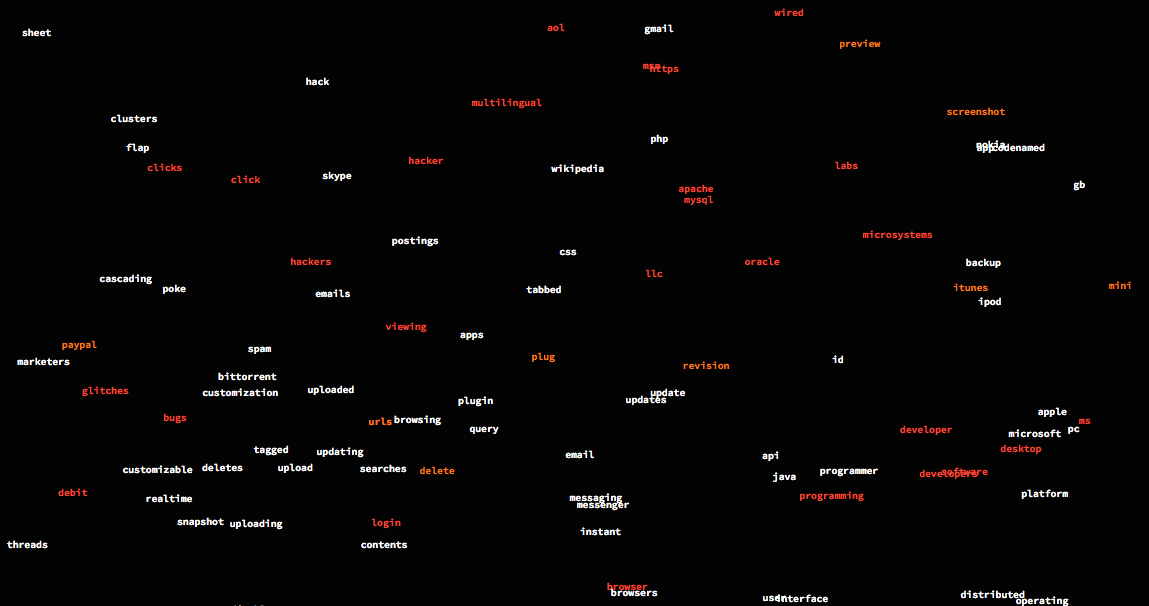 wired
aol
gmail
sheet
preview
msn
https
hack
multilingual
screenshot
clusters
php
nokia
app
codenamed
flap
hacker
labs
clicks
wikipedia
skype
click
gb
apache
mysql
microsystems
postings
css
hackers
oracle
backup
llc
cascading
mini
itunes
poke
tabbed
emails
ipod
viewing
apps
paypal
spam
plug
id
marketers
revision
bittorrent
uploaded
glitches
customization
update
updates
plugin
apple
bugs
browsing
urls
ms
query
pc
developer
microsoft
desktop
tagged
updating
email
api
upload
deletes
searches
customizable
delete
programmer
software
developers
java
debit
platform
programming
messaging
realtime
messenger
snapshot
login
uploading
instant
threads
contents
browser
browsers
distributed
user
interface
operating